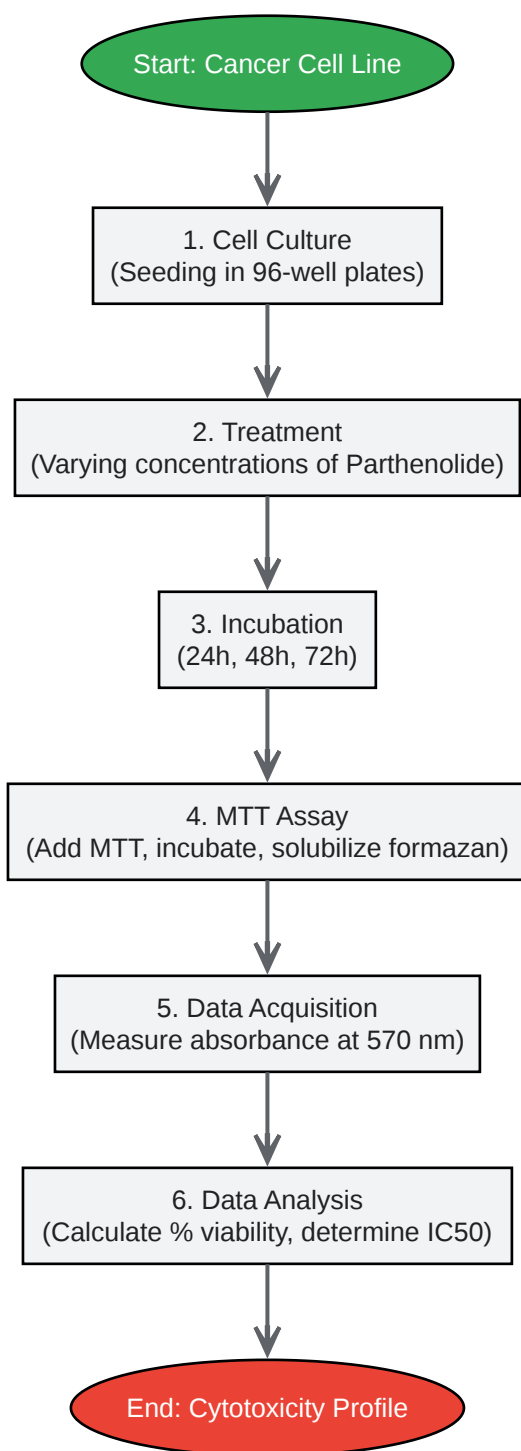 Start: Cancer Cell Line
1. Cell Culture
(Seeding in 96-well plates)
2. Treatment
(Varying concentrations of Parthenolide)
3. Incubation
(24h, 48h, 72h)
4. MTT Assay
(Add MTT, incubate, solubilize formazan)
5. Data Acquisition
(Measure absorbance at 570 nm)
6. Data Analysis
(Calculate % viability, determine IC50)
End: Cytotoxicity Profile